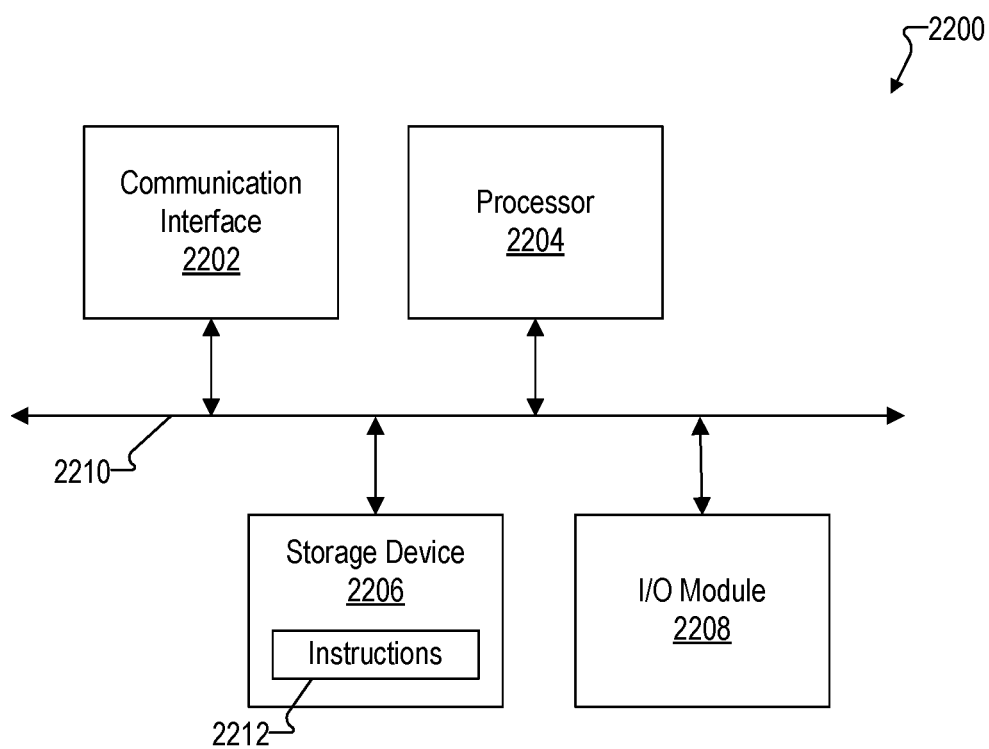 2200
Communication
Interface
2202
Processor
2204
2210
Storage Device
2206
Instructions
2212
I/O Module
2208